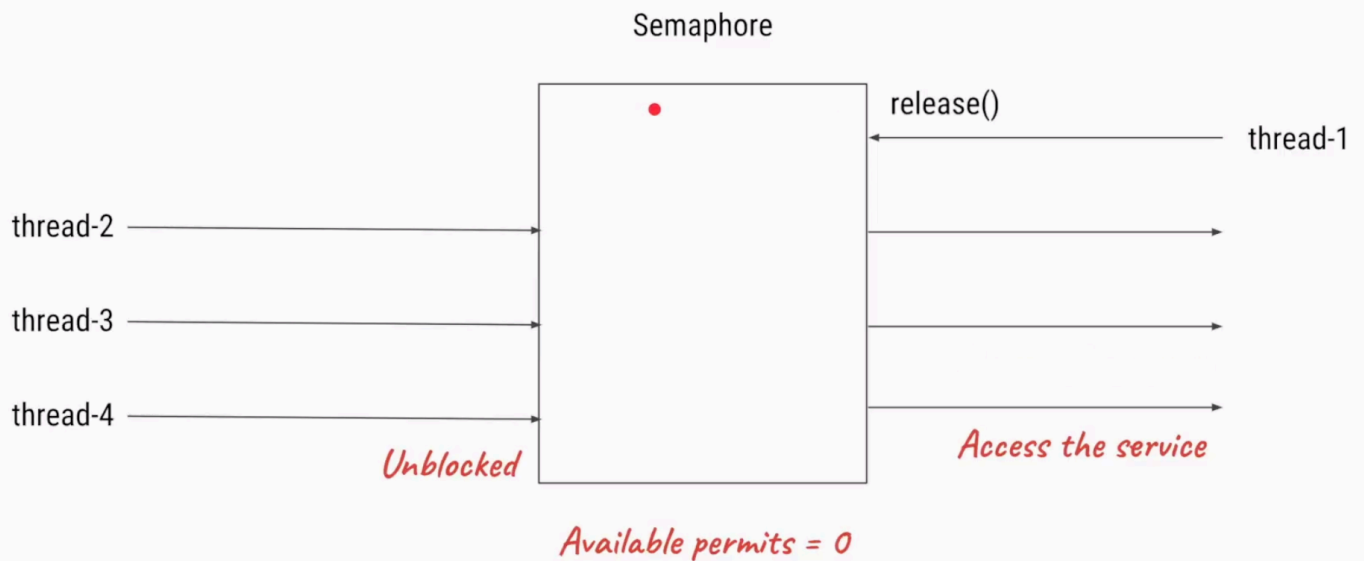 Semaphore
release()
thread-1
thread-2
thread-3
thread-4
Unblocked
Access the service
Available permits = 0